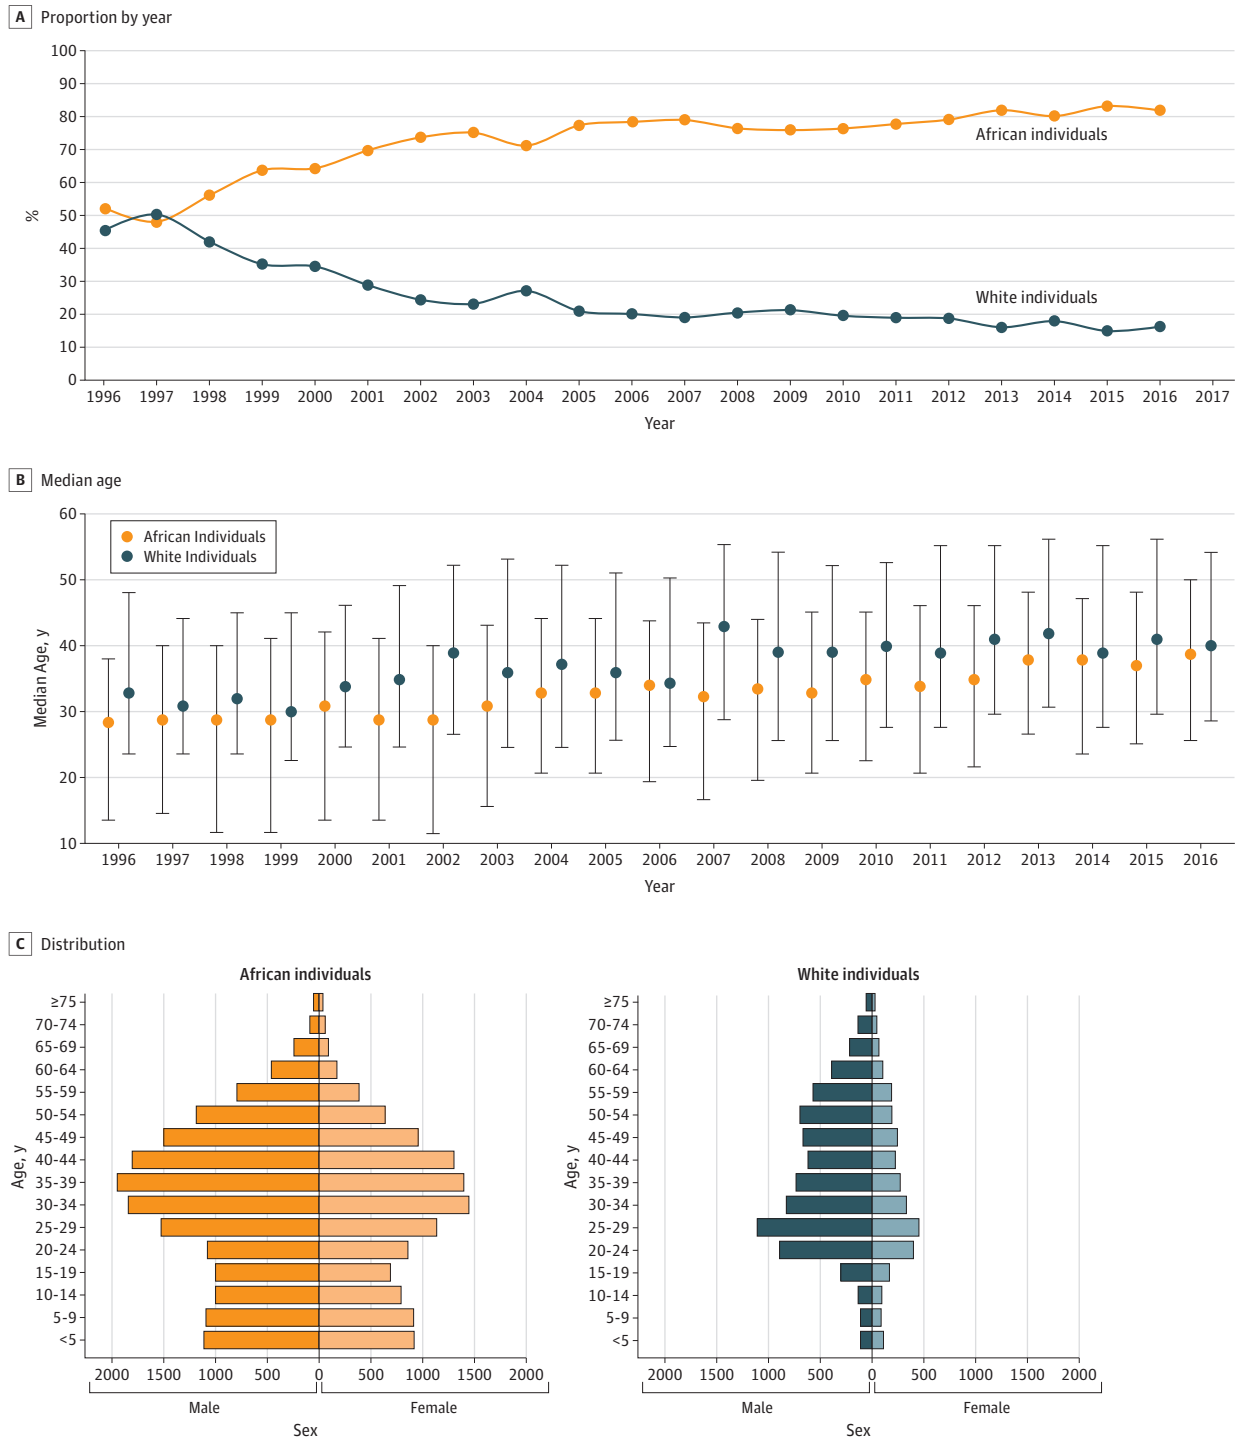 A Proportion by year
100
90
80
70
60
50
40
30
20
10
0
%
African individuals
White individuals
1996 1997 1998 1999 2000 2001 2002 2003 2004 2005 2006 2007 2008 2009 2010 2011 2012 2013 2014 2015 2016 2017
Year
B Median age
60
50
40
30
20
10
Median Age, y
African Individuals
White Individuals
1996 1997 1998 1999 2000 2001 2002 2003 2004 2005 2006 2007 2008 2009 2010 2011 2012 2013 2014 2015 2016
Year
C Distribution
African individuals
≥75
70-74
65-69
60-64
55-59
50-54
45-49
40-44
35-39
30-34
25-29
20-24
15-19
10-14
5-9
<5
Age, y
2000 1500 1000 500 0 500 1000 1500 2000
Male Female
Sex
White individuals
≥75
70-74
65-69
60-64
55-59
50-54
45-49
40-44
35-39
30-34
25-29
20-24
15-19
10-14
5-9
<5
Age, y
2000 1500 1000 500 0 500 1000 1500 2000
Male Female
Sex